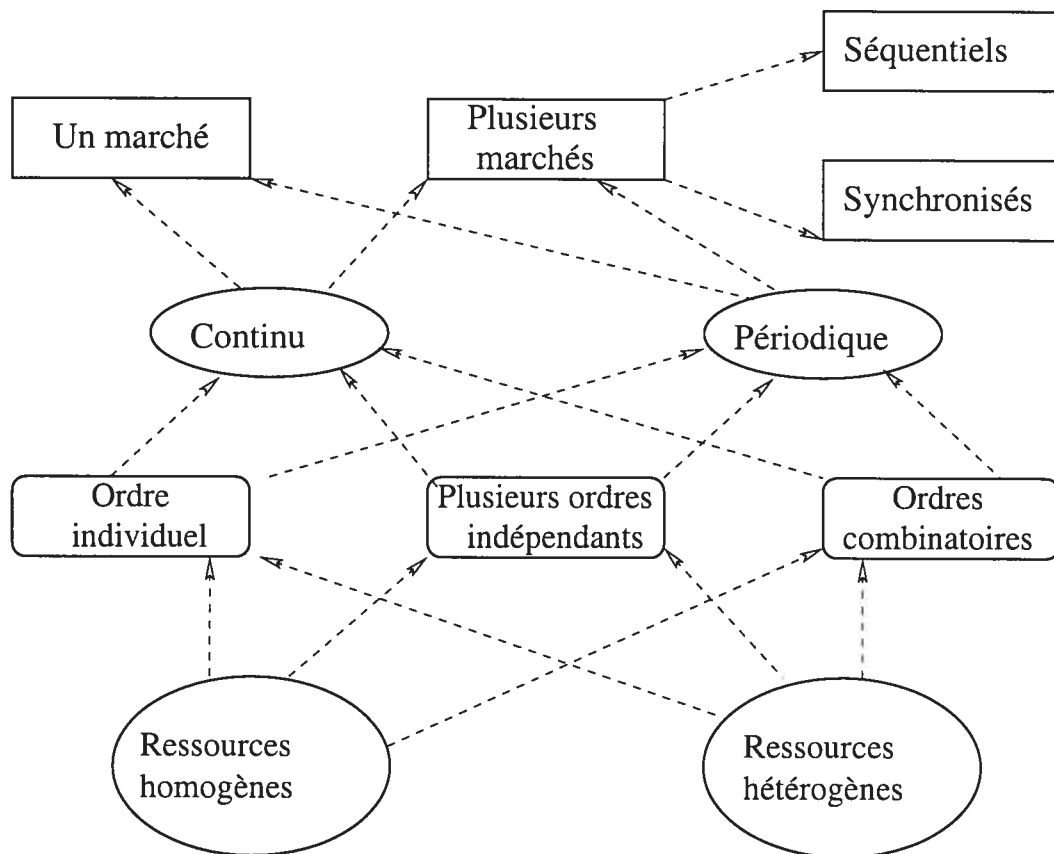 Séquentiels
Un marché
Plusieurs
marchés
Synchronisés
Continu
Périodique
Ordre
individuel
Plusieurs ordres
indépendants
Ordres
combinatoires
Ressources
homogènes
Ressources
hétérogènes